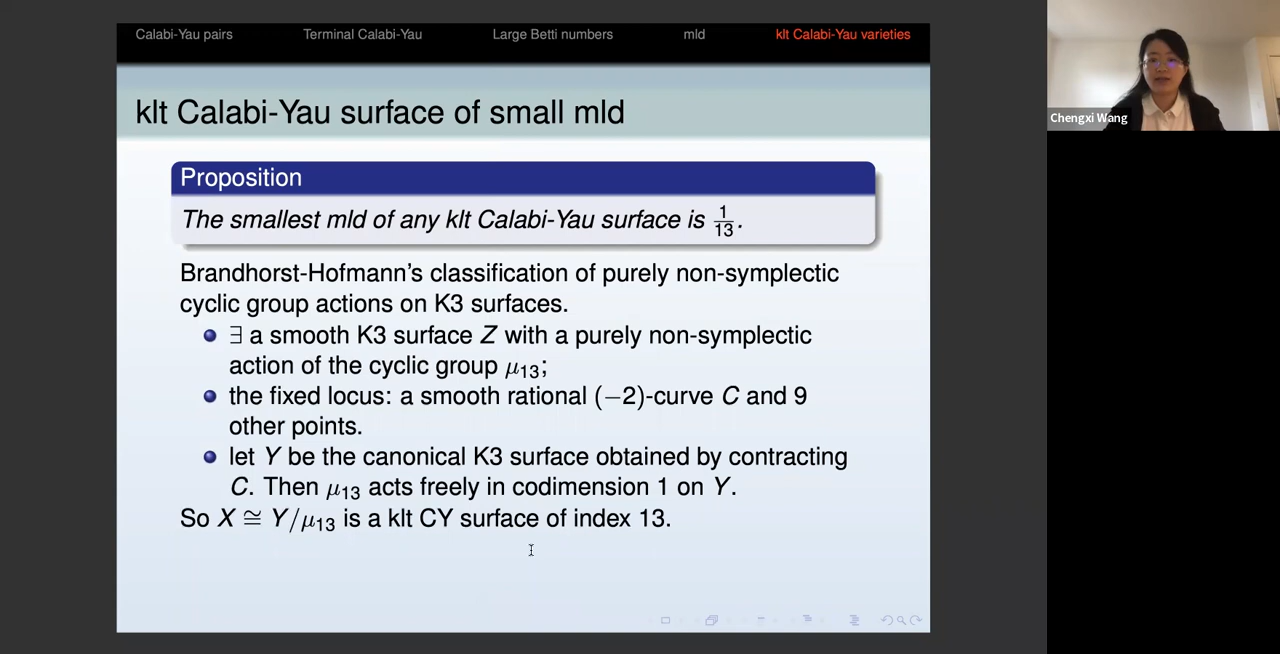 Calabi-Yau pairs Terminal Calabi-Yau Large Betti numbers mld klt Calabi-Yau varieties
klt Calabi-Yau surface of small mld
Proposition
The smallest mld of any klt Calabi-Yau surface is 1/13.
Brandhorst-Hofmann's classification of purely non-symplectic
cyclic group actions on K3 surfaces.
∃ a smooth K3 surface Z with a purely non-symplectic
action of the cyclic group μ₁₃;
the fixed locus: a smooth rational (−2)-curve C and 9
other points.
let Y be the canonical K3 surface obtained by contracting
C. Then μ₁₃ acts freely in codimension 1 on Y.
So X ≅ Y/μ₁₃ is a klt CY surface of index 13.
Chengxi Wang